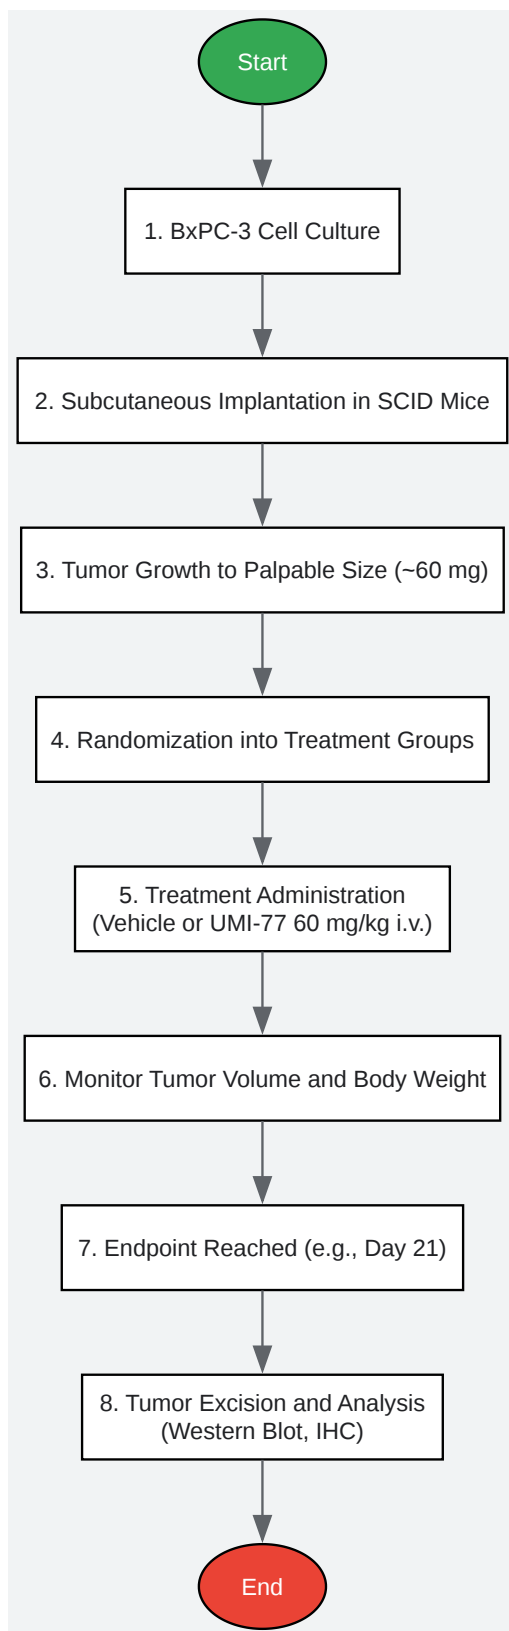 Start
1. BxPC-3 Cell Culture
2. Subcutaneous Implantation in SCID Mice
3. Tumor Growth to Palpable Size (~60 mg)
4. Randomization into Treatment Groups
5. Treatment Administration
(Vehicle or UMI-77 60 mg/kg i.v.)
6. Monitor Tumor Volume and Body Weight
7. Endpoint Reached (e.g., Day 21)
8. Tumor Excision and Analysis
(Western Blot, IHC)
End